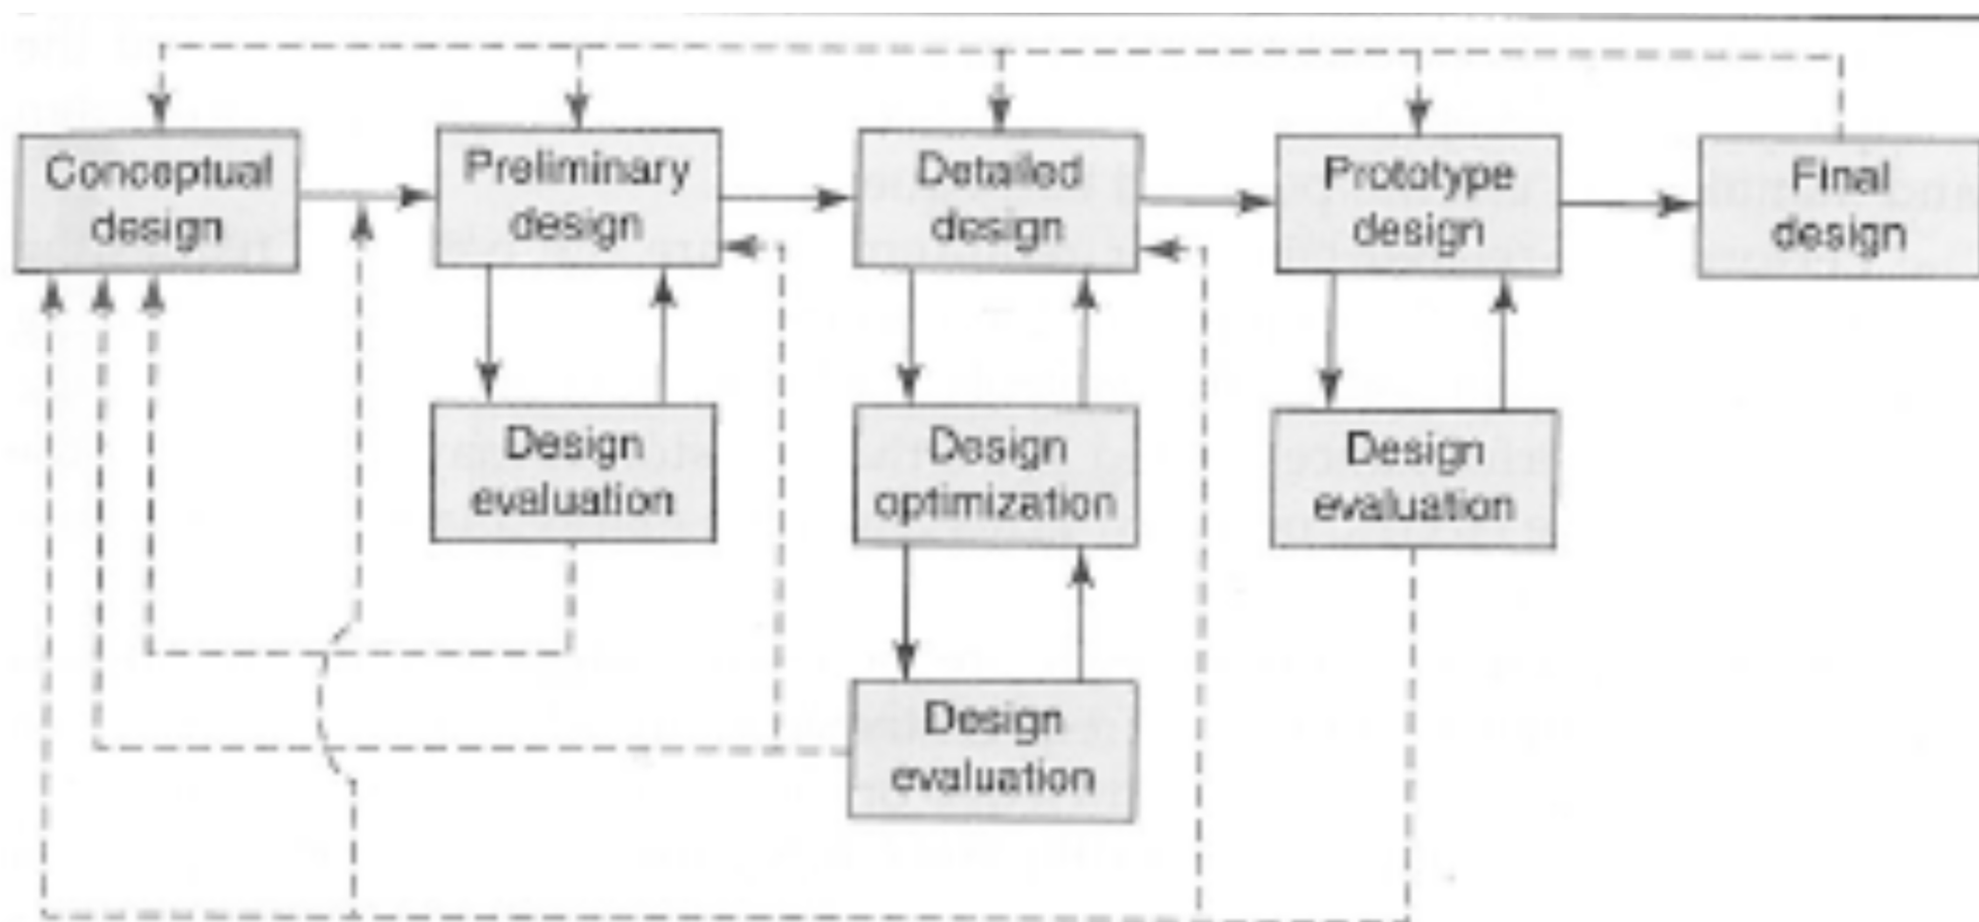 Conceptual
design
Preliminary
design
Detailed
design
Prototype
design
Final
design
Design
evaluation
Design
optimization
Design
evaluation
Design
evaluation